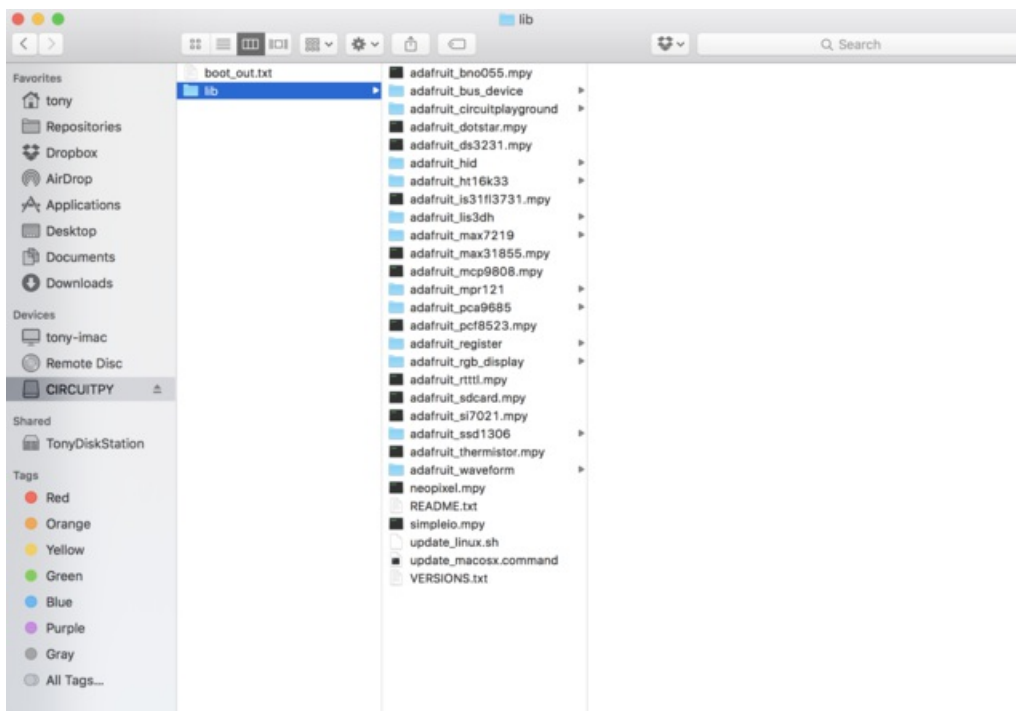 lib
Search
Favorites
tony
Repositories
Dropbox
AirDrop
Applications
Desktop
Documents
Downloads
Devices
tony-imac
Remote Disc
CIRCUITPY
Shared
TonyDiskStation
Tags
Red
Orange
Yellow
Green
Blue
Purple
Gray
All Tags...
boot_out.txt
lib
adafruit_bno055.mpy
adafruit_bus_device
adafruit_circuitplayground
adafruit_dotstar.mpy
adafruit_ds3231.mpy
adafruit_hid
adafruit_ht16k33
adafruit_is31fl3731.mpy
adafruit_lis3dh
adafruit_max7219
adafruit_max31855.mpy
adafruit_mcp9808.mpy
adafruit_mpr121
adafruit_pca9685
adafruit_pcf8523.mpy
adafruit_register
adafruit_rgb_display
adafruit_rtttl.mpy
adafruit_sdcard.mpy
adafruit_si7021.mpy
adafruit_ssd1306
adafruit_thermistor.mpy
adafruit_waveform
neopixel.mpy
README.txt
simpleio.mpy
update_linux.sh
update_macosx.command
VERSIONS.txt